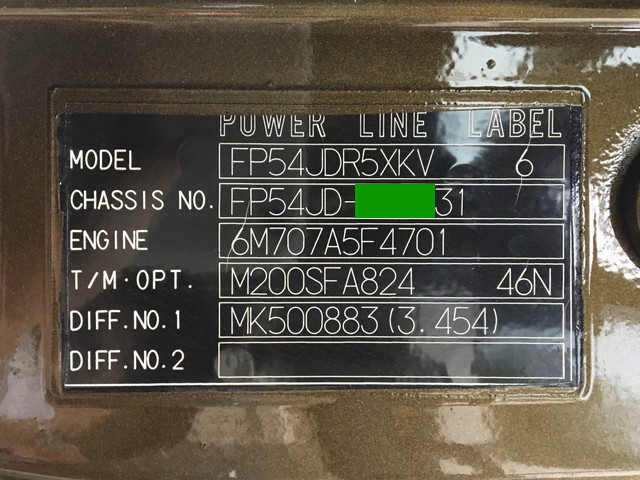 POWER LINE LABEL
MODEL FP54JDR5XKV 6
CHASSIS NO. FP54JD- 31
ENGINE 6M707A5F4701
T/M·OPT. M200SFA824 46N
DIFF.NO.1 MK500883(3.454)
DIFF.NO.2